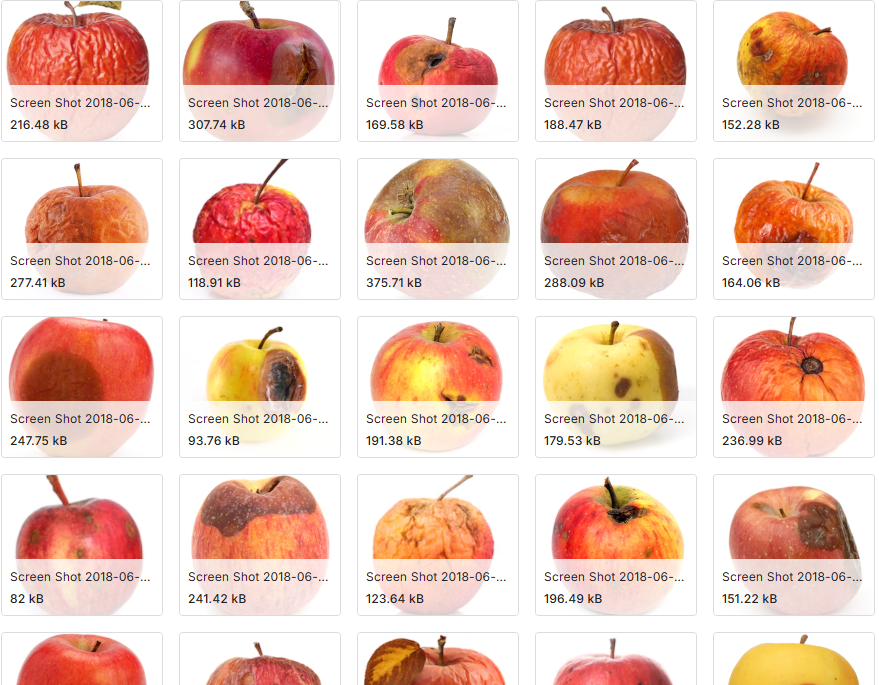 Screen Shot 2018-06-...
216.48 kB
Screen Shot 2018-06-...
307.74 kB
Screen Shot 2018-06-...
169.58 kB
Screen Shot 2018-06-...
188.47 kB
Screen Shot 2018-06-...
152.28 kB
Screen Shot 2018-06-...
277.41 kB
Screen Shot 2018-06-...
118.91 kB
Screen Shot 2018-06-...
375.71 kB
Screen Shot 2018-06-...
288.09 kB
Screen Shot 2018-06-...
164.06 kB
Screen Shot 2018-06-...
247.75 kB
Screen Shot 2018-06-...
93.76 kB
Screen Shot 2018-06-...
191.38 kB
Screen Shot 2018-06-...
179.53 kB
Screen Shot 2018-06-...
236.99 kB
Screen Shot 2018-06-...
82 kB
Screen Shot 2018-06-...
241.42 kB
Screen Shot 2018-06-...
123.64 kB
Screen Shot 2018-06-...
196.49 kB
Screen Shot 2018-06-...
151.22 kB